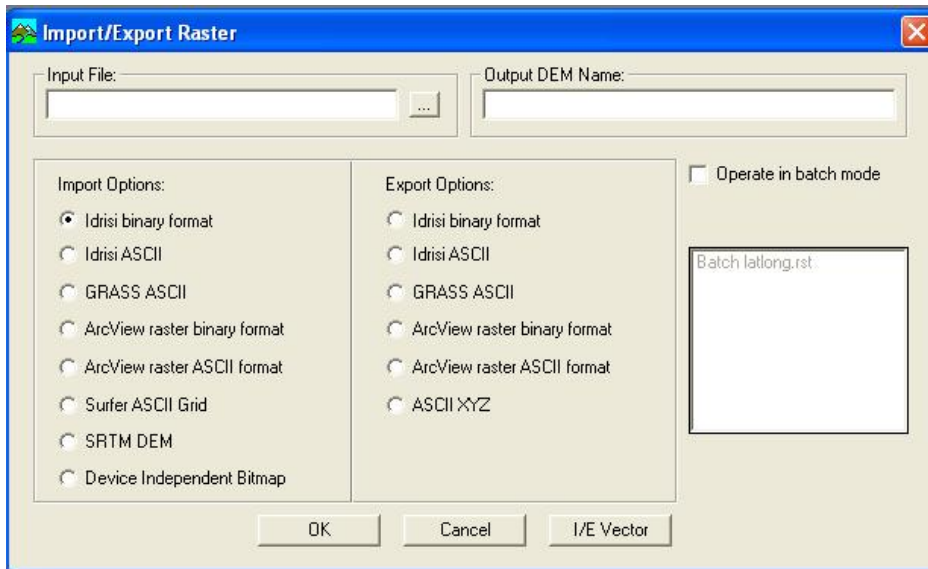 Import/Export Raster
Input File:
...
Output DEM Name:
Import Options:
Idrisi binary format
Idrisi ASCII
GRASS ASCII
ArcView raster binary format
ArcView raster ASCII format
Surfer ASCII Grid
SRTM DEM
Device Independent Bitmap
Export Options:
Idrisi binary format
Idrisi ASCII
GRASS ASCII
ArcView raster binary format
ArcView raster ASCII format
ASCII XYZ
Operate in batch mode
Batch latlong.rst
OK
Cancel
I/E Vector